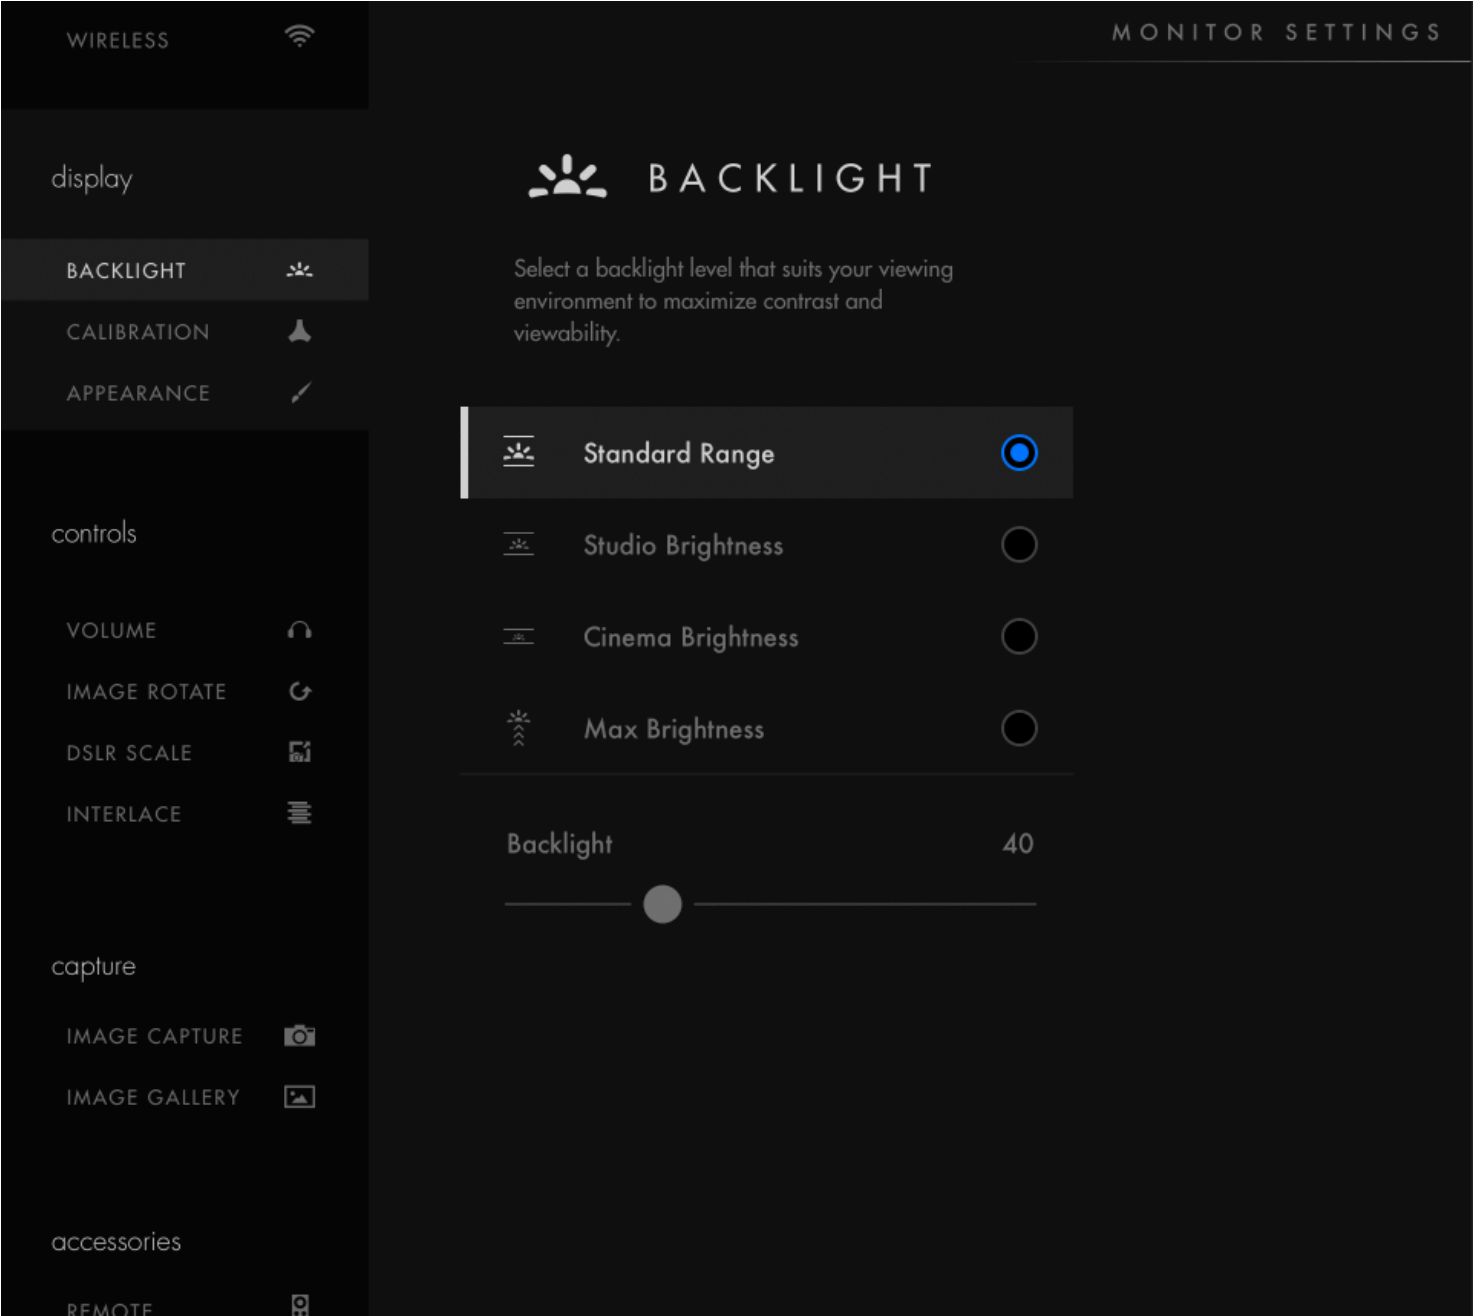 WIRELESS
MONITOR SETTINGS
display
BACKLIGHT
CALIBRATION
APPEARANCE
controls
VOLUME
IMAGE ROTATE
DSLR SCALE
INTERLACE
capture
IMAGE CAPTURE
IMAGE GALLERY
accessories
REMOTE
BACKLIGHT
Select a backlight level that suits your viewing
environment to maximize contrast and
viewability.
Standard Range
Studio Brightness
Cinema Brightness
Max Brightness
Backlight 40